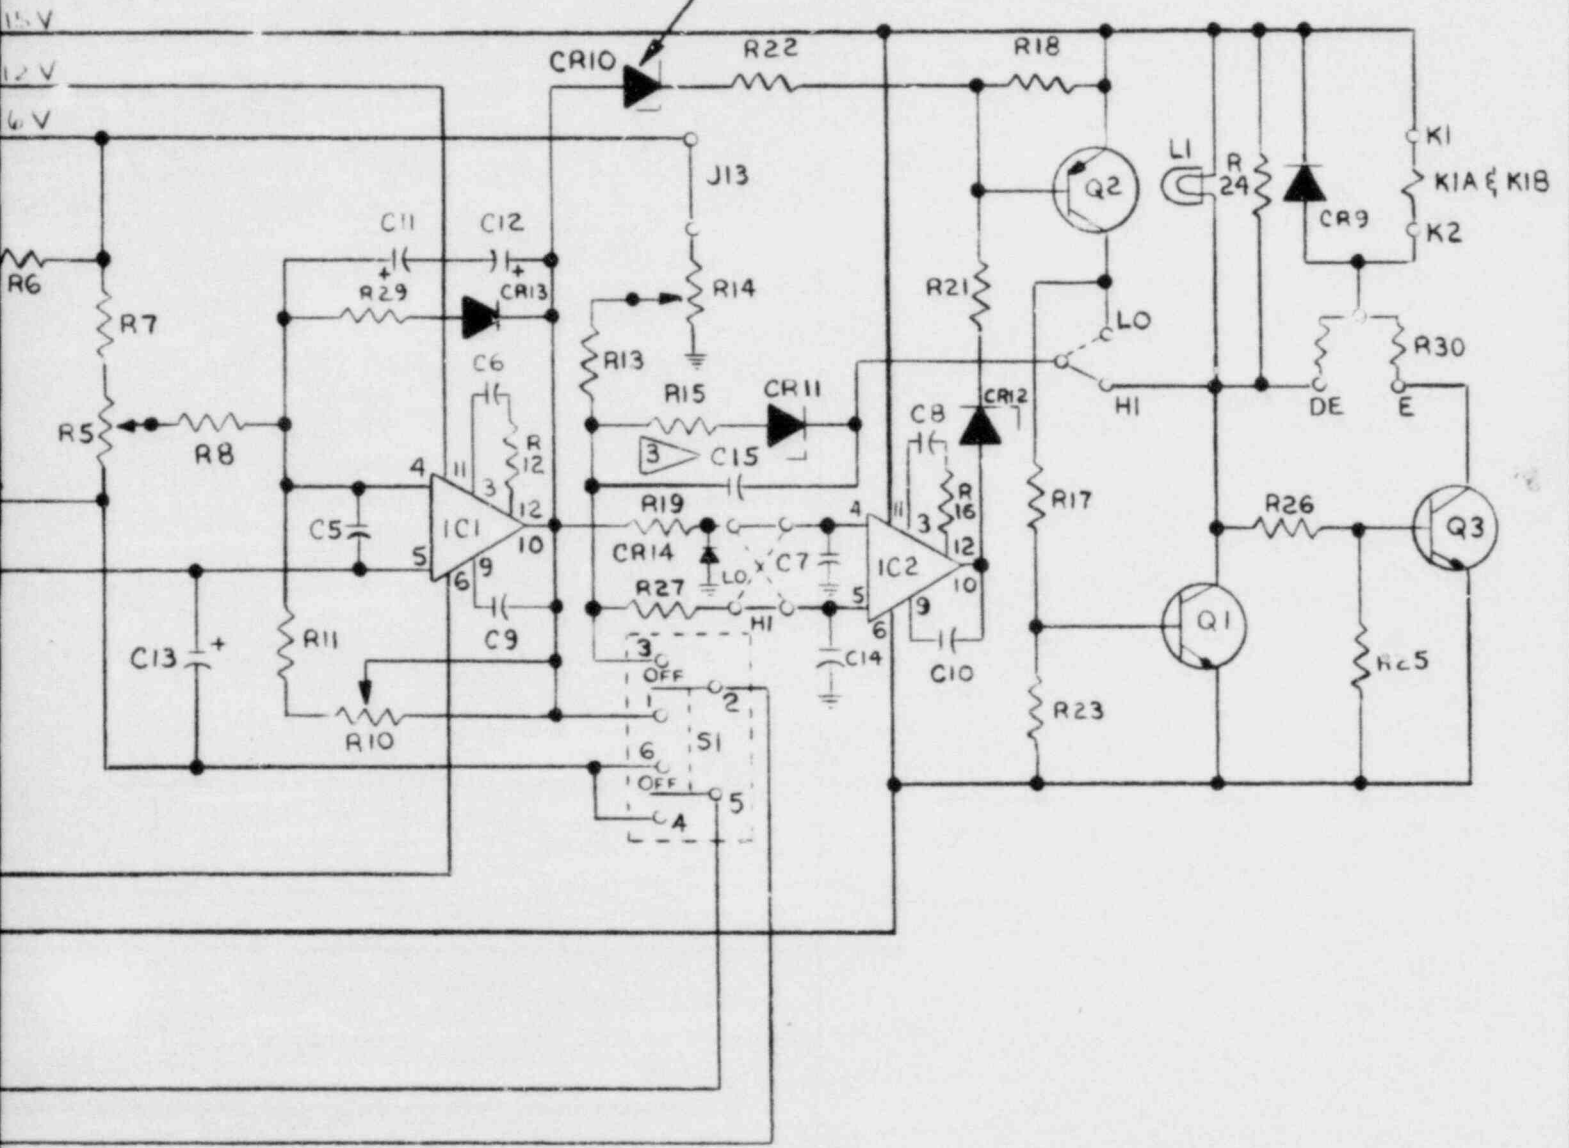 15 V
CR10
R22
R18
12 V
6 V
J13
K1
L1
R
24
Q2
K1A & K1B
C11
C12
CR9
K2
R6
R29
CR13
R14
R21
R7
LO
C6
R13
R30
R15
CR11
CR12
HI
DE
E
R5
R8
R
12
3
C15
C8
4
11
3
R19
4
11
3
R
16
R17
R26
12
C5
IC1
10
CR14
LO
C7
IC2
12
10
Q3
5
6
9
R27
HI
5
6
9
Q1
C13
+
R11
C9
3
OFF
C14
C10
R25
R10
2
S1
R23
6
OFF
5
4
+
+